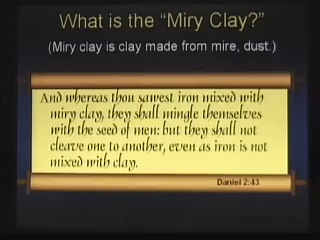 What is the “Miry Clay?”
(Miry clay is clay made from mire, dust.)
And whereas thou sawest iron mixed with
miry clay, they shall mingle themselves
with the seed of men: but they shall not
cleave one to another, even as iron is not
mixed with clay.
Daniel 2:43